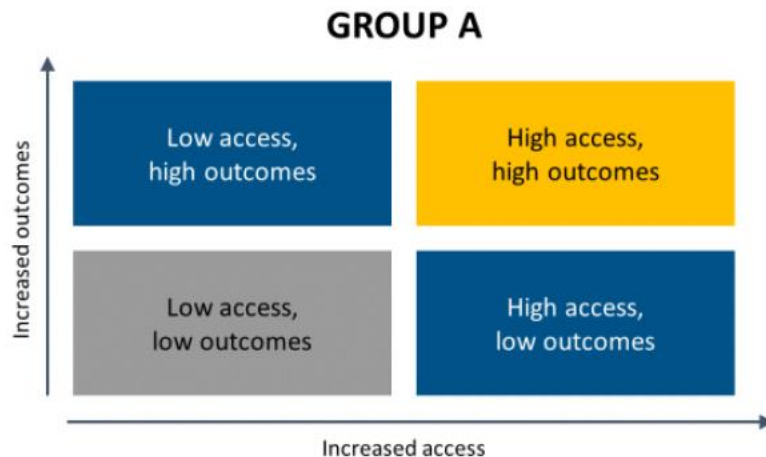 GROUP A
Increased outcomes
Low access,
high outcomes
High access,
high outcomes
Low access,
low outcomes
High access,
low outcomes
Increased access